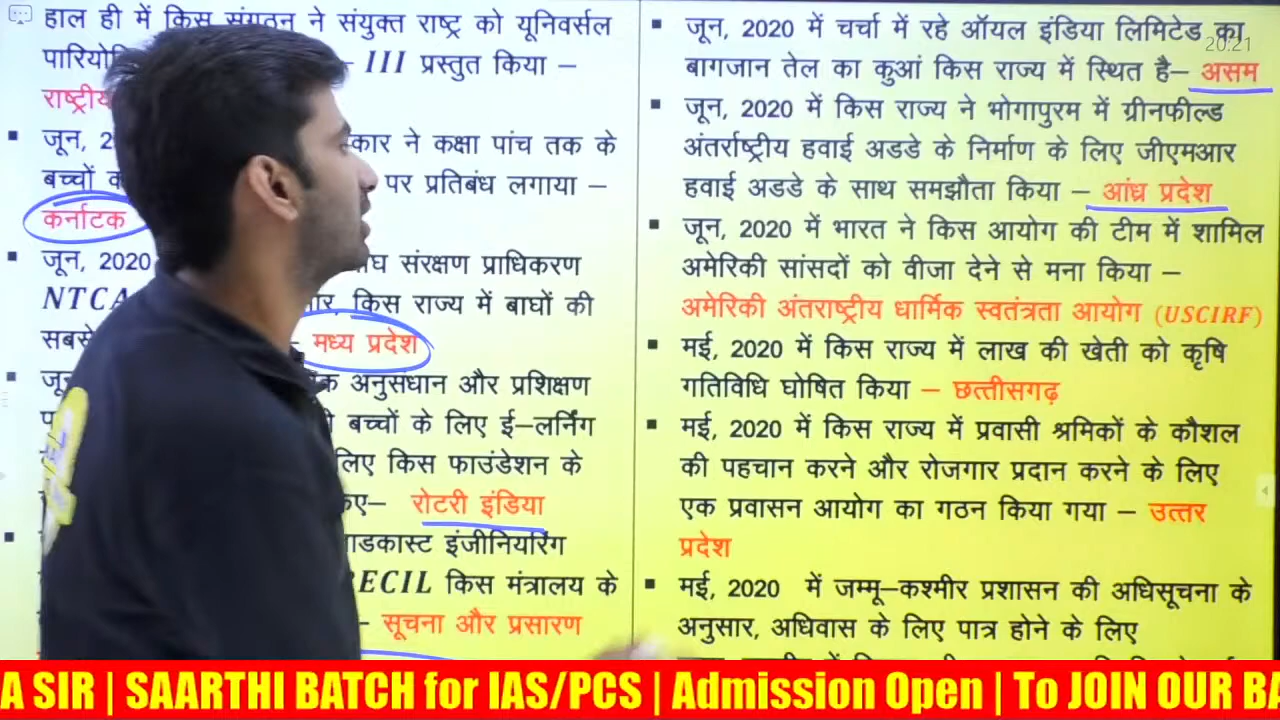 हाल ही में किस संगठन ने संयुक्त राष्ट्र को यूनिवर्सल
III प्रस्तुत किया –
राष्ट्रीय
जून,
कार ने कक्षा पांच तक के
बच्चों
पर प्रतिबंध लगाया –
कर्नाटक
जून, 2020
संरक्षण प्राधिकरण
NTCA
किस राज्य में बाघों की
मध्य प्रदेश
अनुसंधान और प्रशिक्षण
बच्चों के लिए ई–लर्निंग
लिए किस फाउंडेशन के
रोटरी इंडिया
इंजीनियरिंग
BECIL किस मंत्रालय के
– सूचना और प्रसारण
जून, 2020 में चर्चा में रहे ऑयल इंडिया लिमिटेड का
20:21
बागजान तेल का कुआं किस राज्य में स्थित है– असम
जून, 2020 में किस राज्य ने भोगापुरम में ग्रीनफील्ड
अंतर्राष्ट्रीय हवाई अडडे के निर्माण के लिए जीएमआर
हवाई अडडे के साथ समझौता किया – आंध्र प्रदेश
जून, 2020 में भारत ने किस आयोग की टीम में शामिल
अमेरिकी सांसदों को वीजा देने से मना किया –
अमेरिकी अंतराष्ट्रीय धार्मिक स्वतंत्रता आयोग (USCIRF)
मई, 2020 में किस राज्य में लाख की खेती को कृषि
गतिविधि घोषित किया – छत्तीसगढ़
मई, 2020 में किस राज्य में प्रवासी श्रमिकों के कौशल
की पहचान करने और रोजगार प्रदान करने के लिए
एक प्रवासन आयोग का गठन किया गया – उत्तर
प्रदेश
मई, 2020 में जम्मू–कश्मीर प्रशासन की अधिसूचना के
अनुसार, अधिवास के लिए पात्र होने के लिए
A SIR | SAARTHI BATCH for IAS/PCS | Admission Open | To JOIN OUR BA